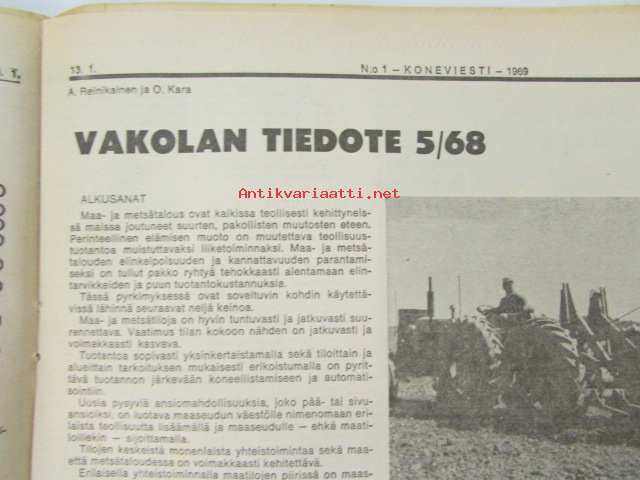 13. 1.
N:o 1 – KONEVIESTI – 1969
A. Reinikainen ja O. Kara
VAKOLAN TIEDOTE 5/68
Antikvariaatti.net
ALKUSANAT
Maa- ja metsätalous ovat kaikissa teollisesti kehittyneis-
sä maissa joutuneet suurten, pakollisten muutosten eteen.
Perinteellinen elämisen muoto on muutettava teollisuus-
tuotantoa muistuttavaksi liiketoiminnaksi. Maa- ja metsä-
talouden elinkelpoisuuden ja kannattavuuden parantami-
seksi on tullut pakko ryhtyä tehokkaasti alentamaan elin-
tarvikkeiden ja puun tuotantokustannuksia.
Tässä pyrkimyksessä ovat soveltuvin kohdin käytettä-
vissä lähinnä seuraavat neljä keinoa.
Maa- ja metsätiloja on hyvin tuntuvasti ja jatkuvasti suu-
rennettava. Vaatimus tilan kokoon nähden on jatkuvasti ja
voimakkaasti kasvava.
Tuotantoa sopivasti yksinkertaistamalla sekä tiloittain ja
alueittain tarkoituksen mukaisesti erikoistumalla on pyrit-
tävä tuotannon järkevään koneellistamiseen ja automati-
sointiin.
Uusia pysyviä ansiomahdollisuuksia, joko pää- tai sivu-
ansioiksi, on luotava maaseudun väestölle nimenomaan eri-
laista teollisuutta lisäämällä ja maaseudulle – ehkä maati-
loillekin – sijoittamalla.
Tilojen keskeistä monenlaista yhteistoimintaa sekä maa-
että metsätaloudessa on voimakkaasti kehitettävä.
Erilaisella yhteistoiminnalla maatilojen piirissä on maas-